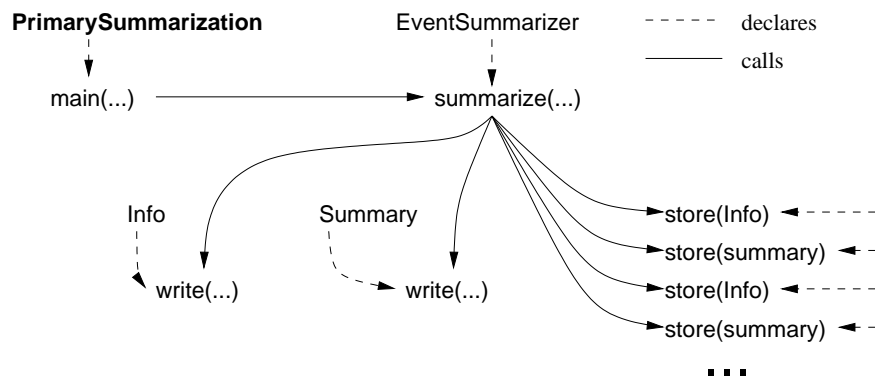 PrimarySummarization EventSummarizer declares
calls
main(...) summarize(...)
Info Summary store(Info)
store(summary)
write(...) write(...) store(Info)
store(summary)